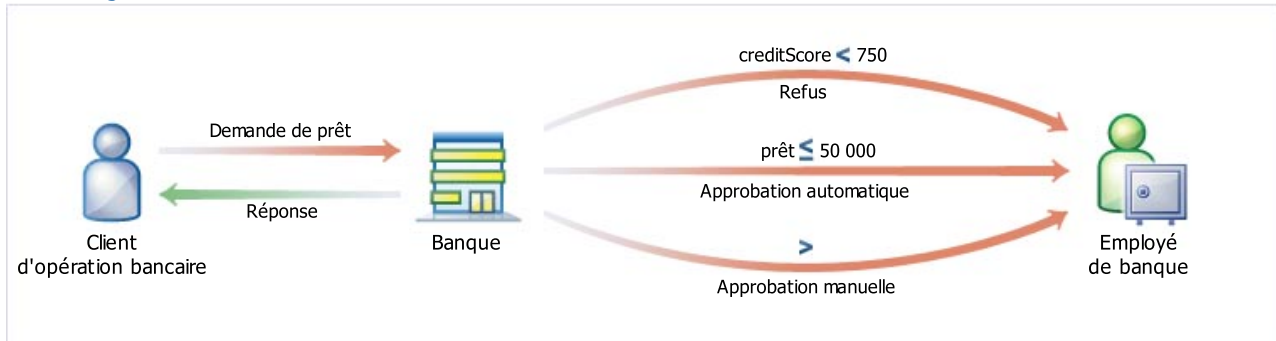 Demande de prêt
Réponse
Client
d'opération bancaire
Banque
creditScore < 750
Refus
prêt ≤ 50 000
Approbation automatique
>
Approbation manuelle
Employé
de banque